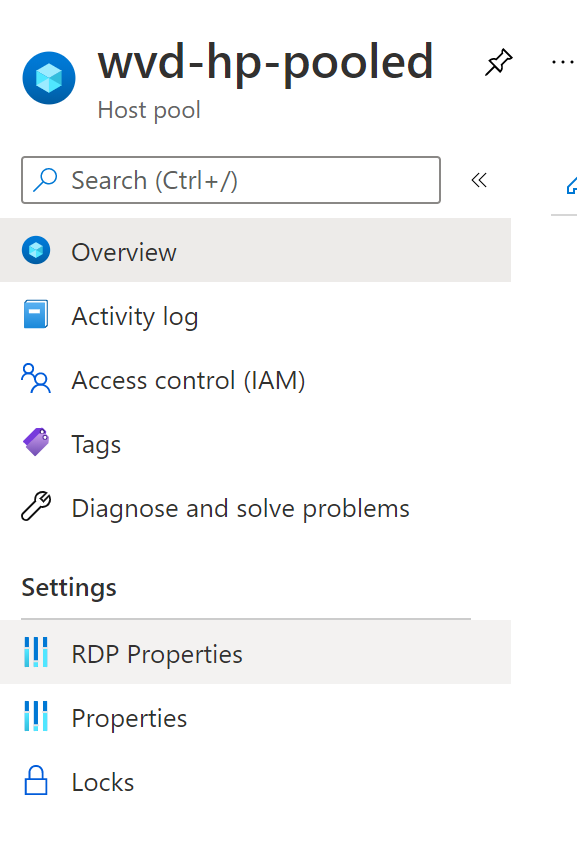 wvd-hp-pooled
Host pool
Search (Ctrl+/)
Overview
Activity log
Access control (IAM)
Tags
Diagnose and solve problems
Settings
RDP Properties
Properties
Locks